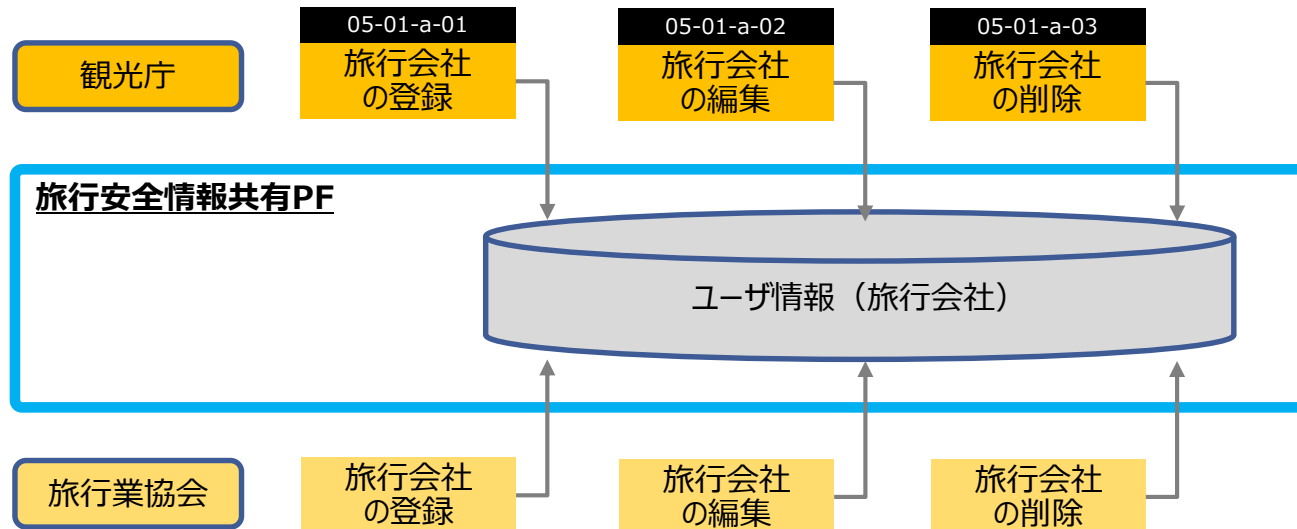 05-01-a-01
05-01-a-02
05-01-a-03
観光庁
旅行会社
の登録
旅行会社
の編集
旅行会社
の削除
旅行安全情報共有PF
ユーザ情報（旅行会社）
旅行業協会
旅行会社
の登録
旅行会社
の編集
旅行会社
の削除